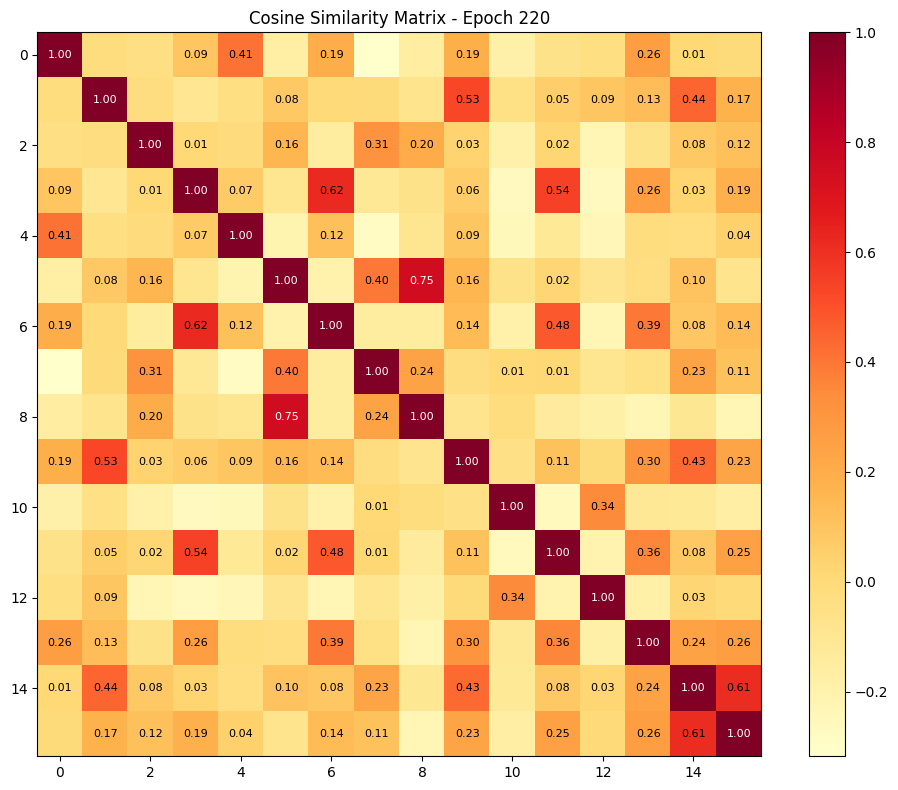 Cosine Similarity Matrix - Epoch 220
0 1.00 0.09 0.41 0.19 0.19 0.26 0.01
1.00 0.08 0.53 0.05 0.09 0.13 0.44 0.17
2 1.00 0.01 0.16 0.31 0.20 0.03 0.02 0.08 0.12
0.09 0.01 1.00 0.07 0.62 0.06 0.54 0.26 0.03 0.19
4 0.41 0.07 1.00 0.12 0.09 0.04
0.08 0.16 1.00 0.40 0.75 0.16 0.02 0.10
6 0.19 0.62 0.12 1.00 0.14 0.48 0.39 0.08 0.14
0.31 0.40 1.00 0.24 0.01 0.01 0.23 0.11
8 0.20 0.75 0.24 1.00
0.19 0.53 0.03 0.06 0.09 0.16 0.14 1.00 0.11 0.30 0.43 0.23
10 0.01 1.00 0.34
0.05 0.02 0.54 0.02 0.48 0.01 0.11 1.00 0.36 0.08 0.25
12 0.09 0.34 1.00 0.03
0.26 0.13 0.26 0.39 0.30 0.36 1.00 0.24 0.26
14 0.01 0.44 0.08 0.03 0.10 0.08 0.23 0.43 0.08 0.03 0.24 1.00 0.61
0.17 0.12 0.19 0.04 0.14 0.11 0.23 0.25 0.26 0.61 1.00
0 2 4 6 8 10 12 14
1.0
0.8
0.6
0.4
0.2
0.0
−0.2